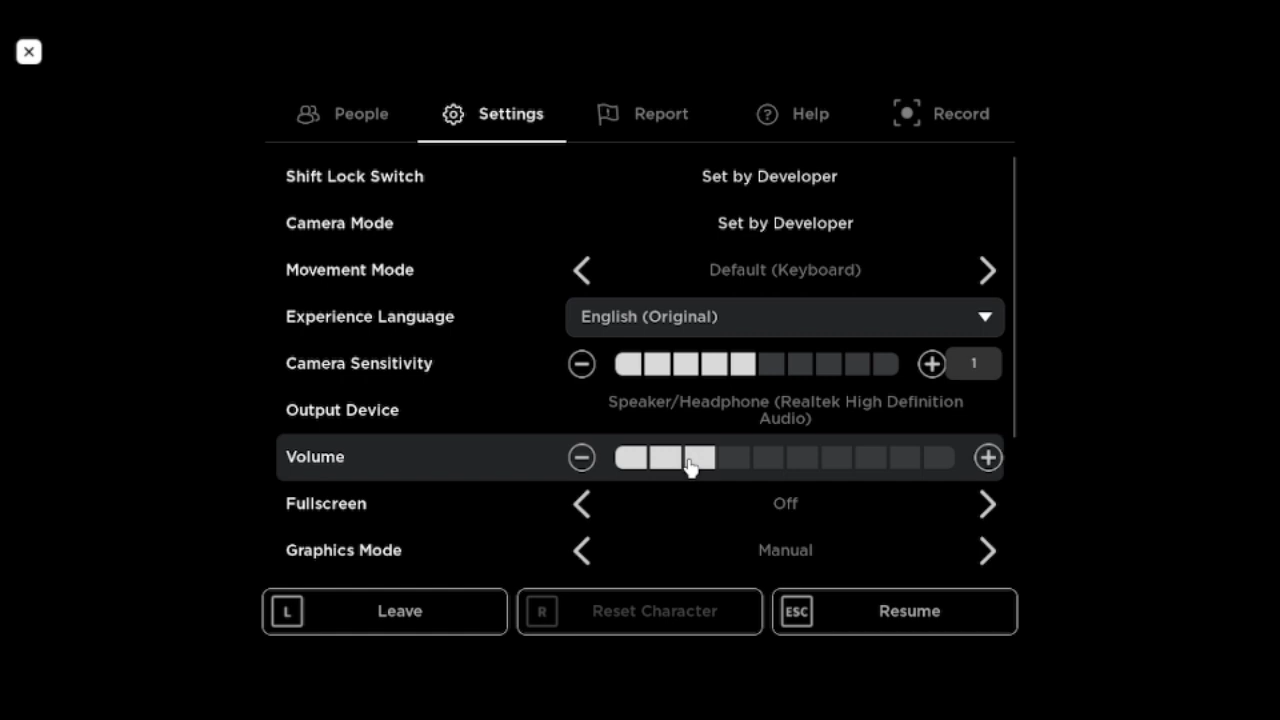 People
Settings
Report
Help
Record
Shift Lock Switch
Set by Developer
Camera Mode
Set by Developer
Movement Mode
Default (Keyboard)
Experience Language
English (Original)
Camera Sensitivity
1
Output Device
Speaker/Headphone (Realtek High Definition
Audio)
Volume
Fullscreen
Off
Graphics Mode
Manual
L Leave
R Reset Character
ESC Resume